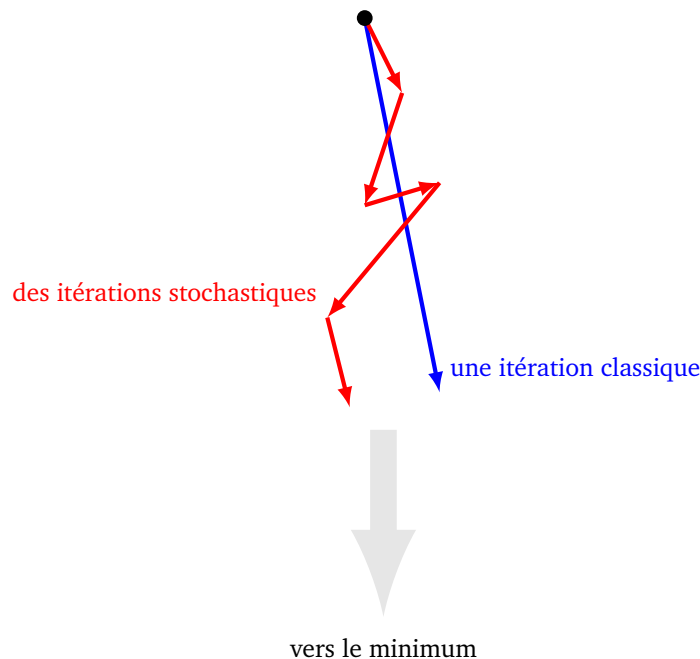 des itérations stochastiques
une itération classique
vers le minimum